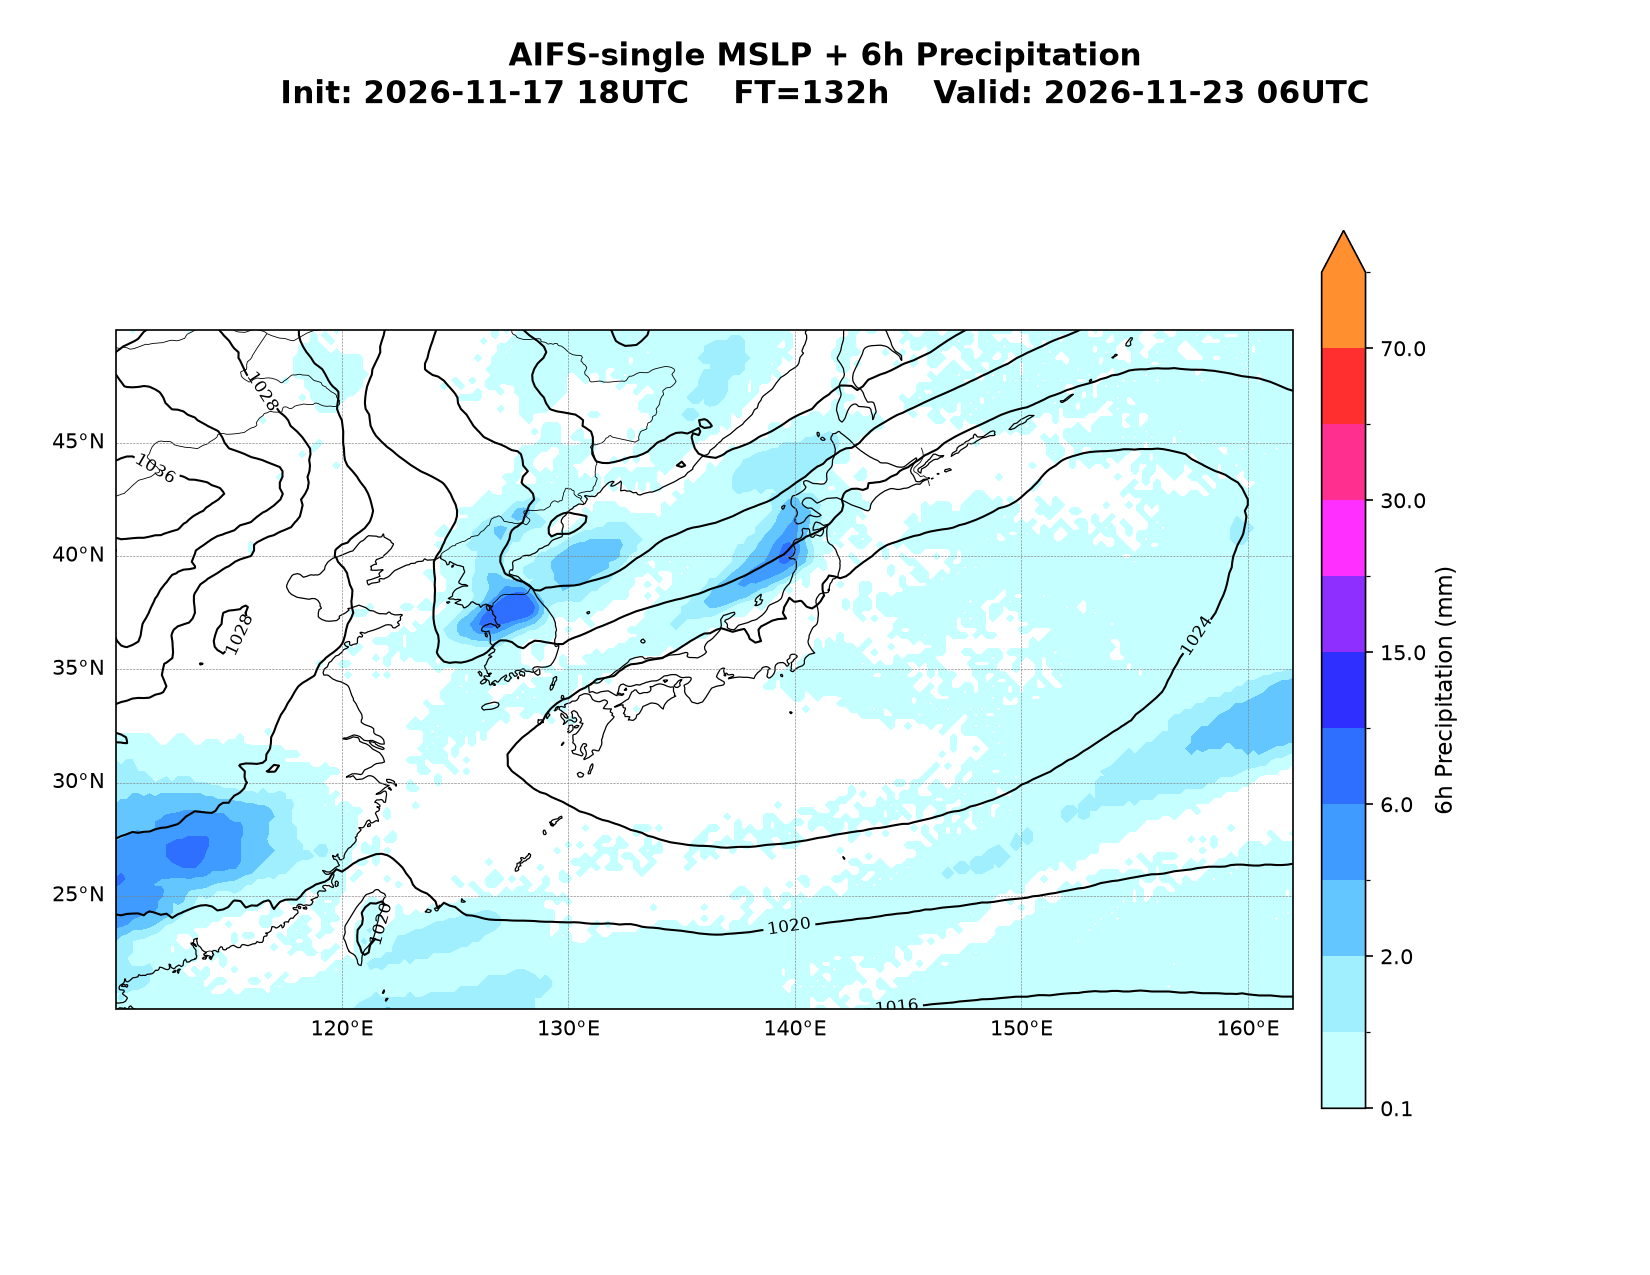 AIFS-single MSLP + 6h Precipitation
Init: 2026-11-17 18UTC    FT=132h    Valid: 2026-11-23 06UTC
70.0
30.0
15.0
6.0
2.0
0.1
6h Precipitation (mm)
45°N
40°N
35°N
30°N
25°N
120°E
130°E
140°E
150°E
160°E
1028
1036
1028
1024
1020
1020
1016